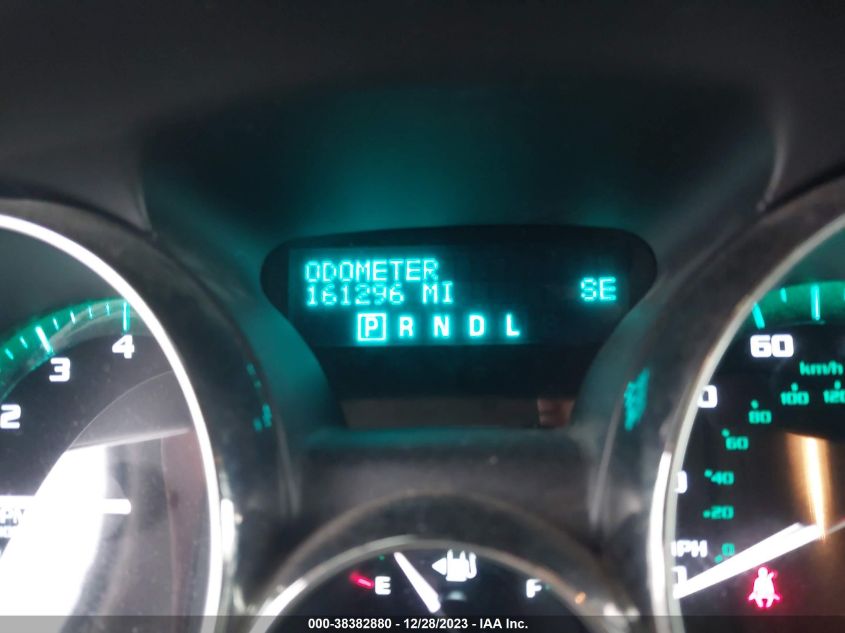 ODOMETER
161296 MI SE
P R N D L
2 3 4
60
km/h
0 20 40 60 80 100 120
MPH
E F
000-38382880 - 12/28/2023 - IAA Inc.